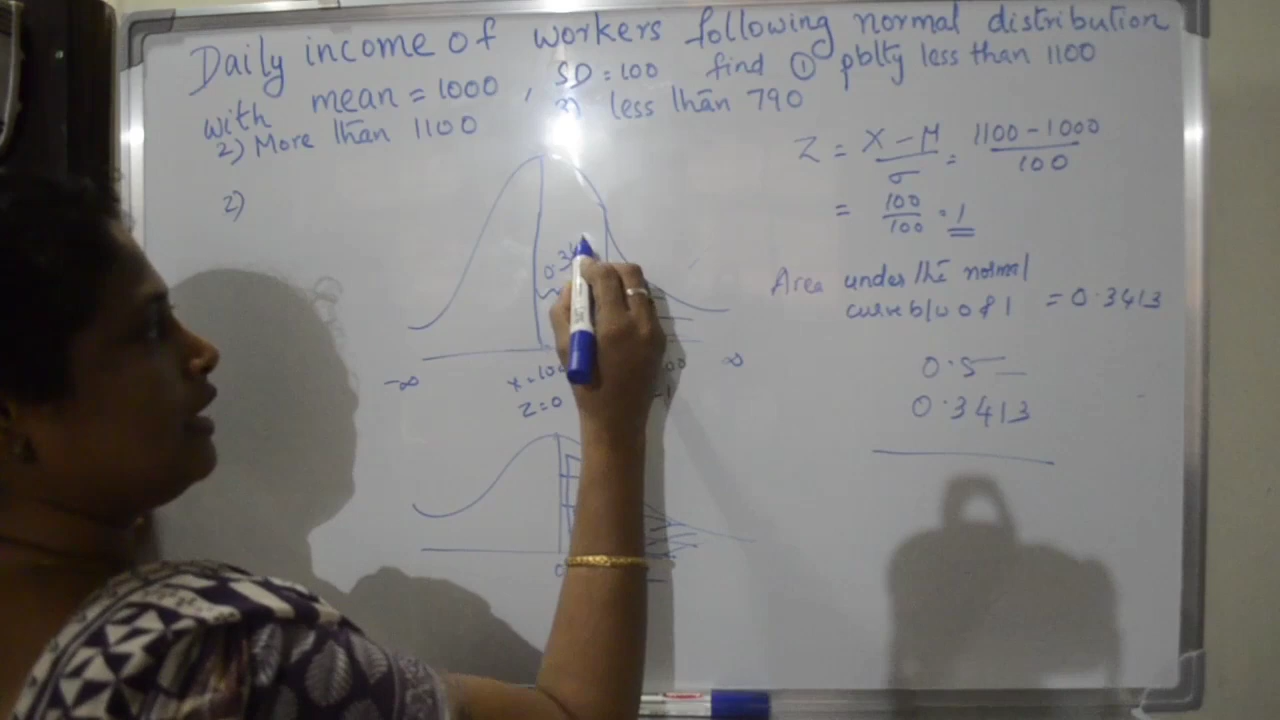 Daily income of workers following normal distribution
with mean = 1000 , SD = 100 find ① pblty less than 1100
2) More than 1100 3) less than 790
2)
Z = X - μ / σ = 1100 - 1000 / 100
= 100 / 100 = 1
Area under the normal
curve b/w 0 & 1 = 0.3413
0.5 -
0.3413
0.34
-∞
∞
Z=0